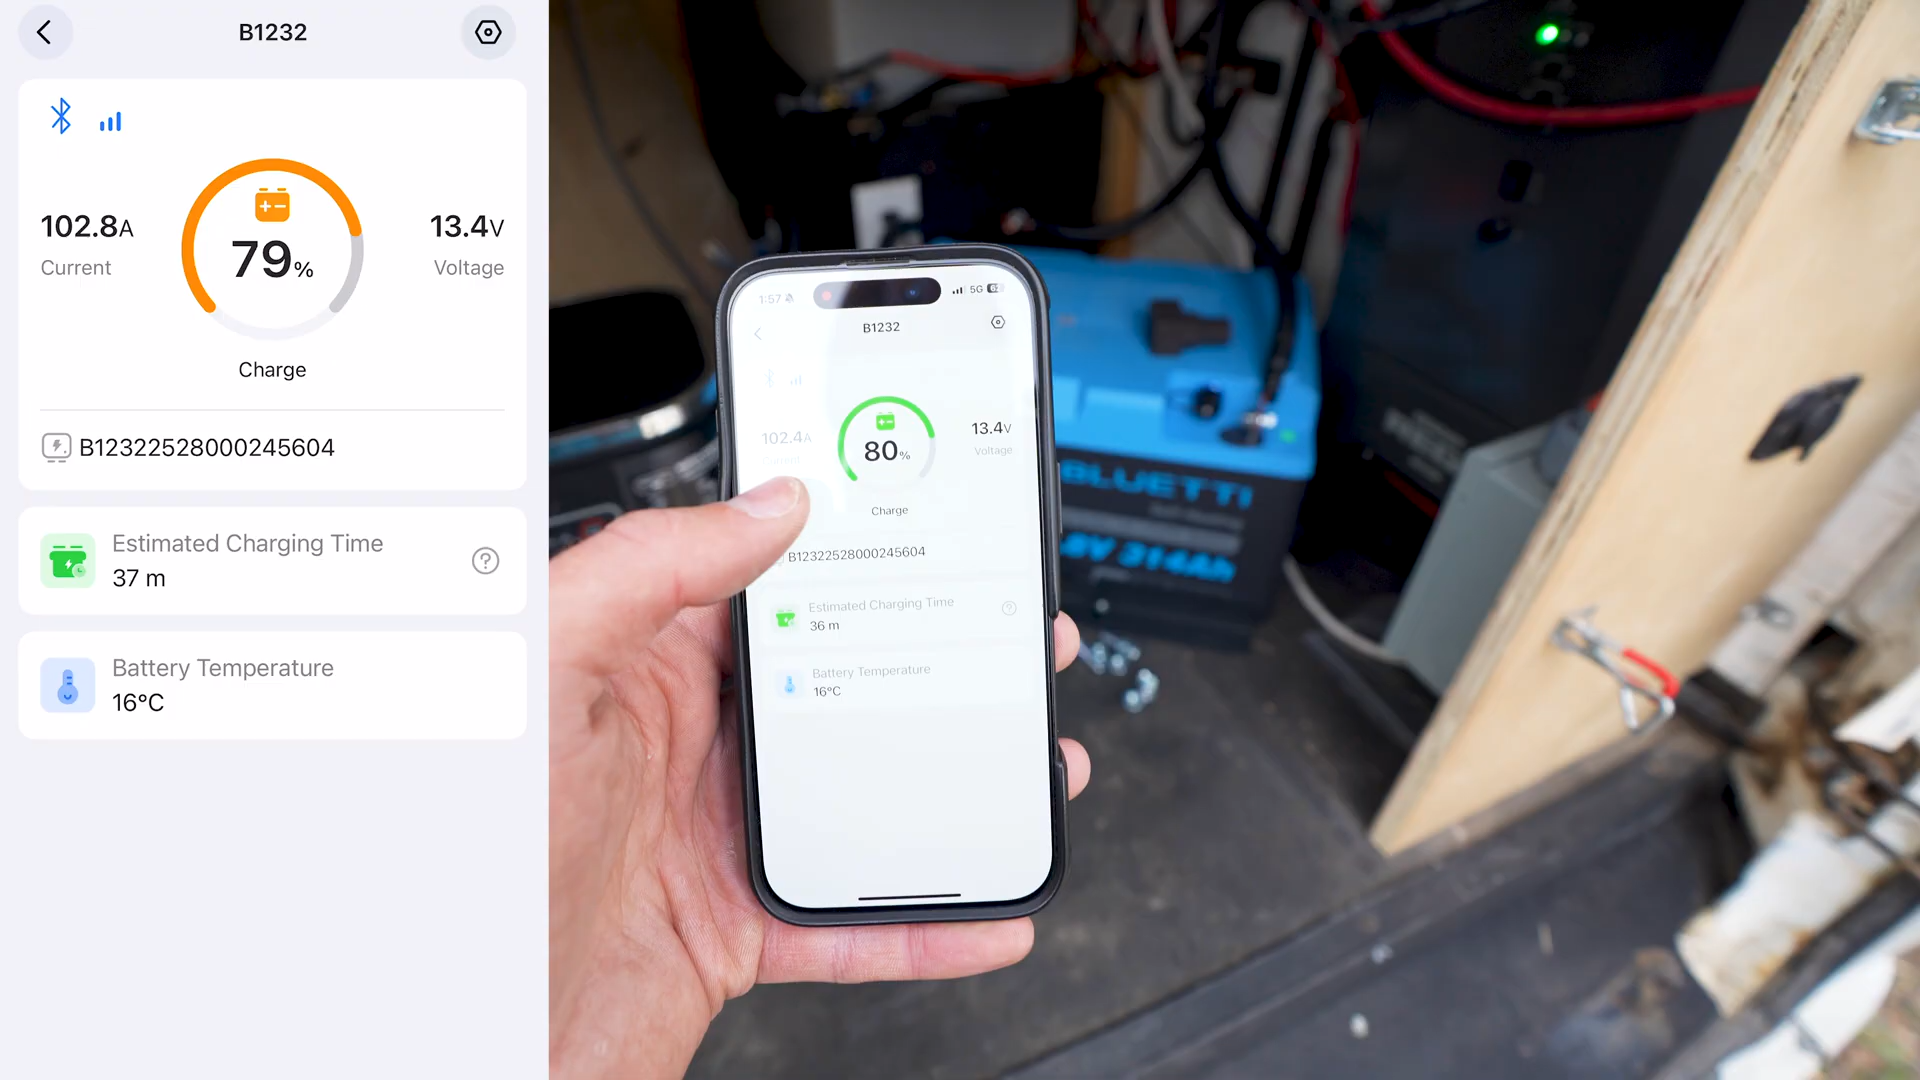 B1232
102.8A
Current
79%
13.4V
Voltage
Charge
B12322528000245604
Estimated Charging Time
37 m
Battery Temperature
16°C
1:57
5G
B1232
102.4A
Current
80%
13.4V
Voltage
Charge
B12322528000245604
Estimated Charging Time
36 m
Battery Temperature
16°C
BLUETTI
8V 314Ah